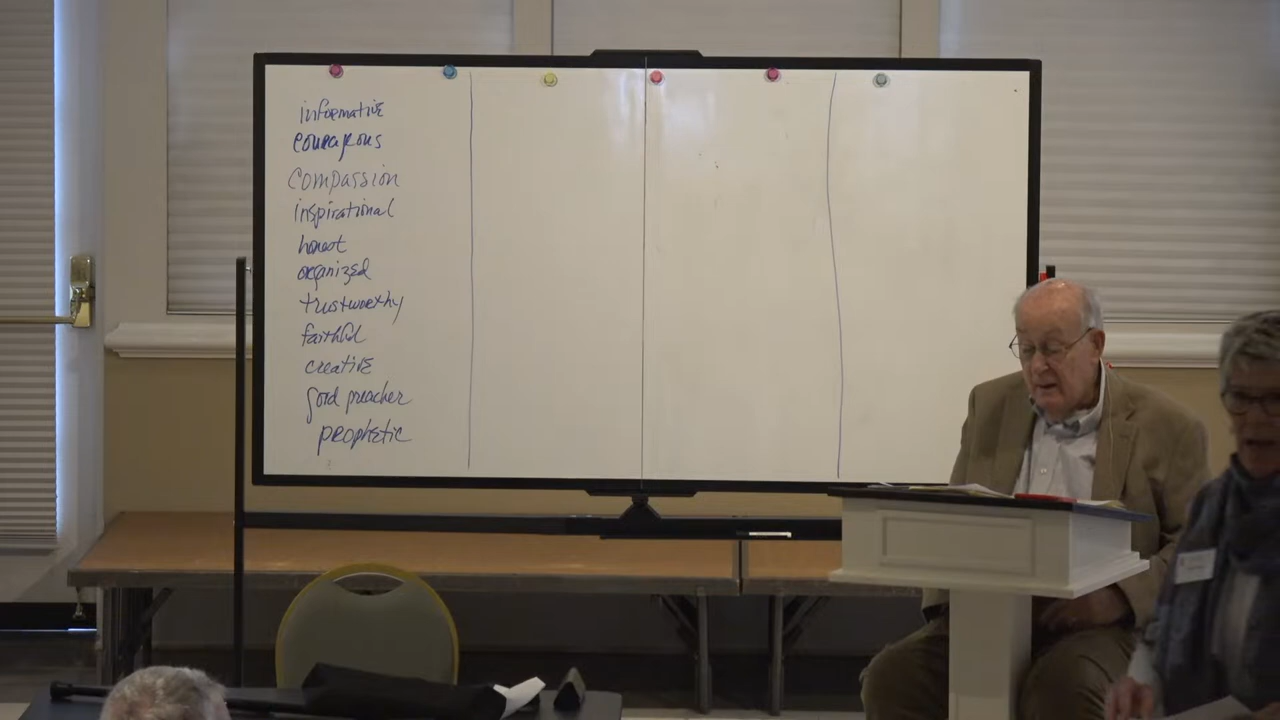 informative
courageous
compassion
inspirational
honest
organized
trustworthy
faithful
creative
good preacher
prophetic